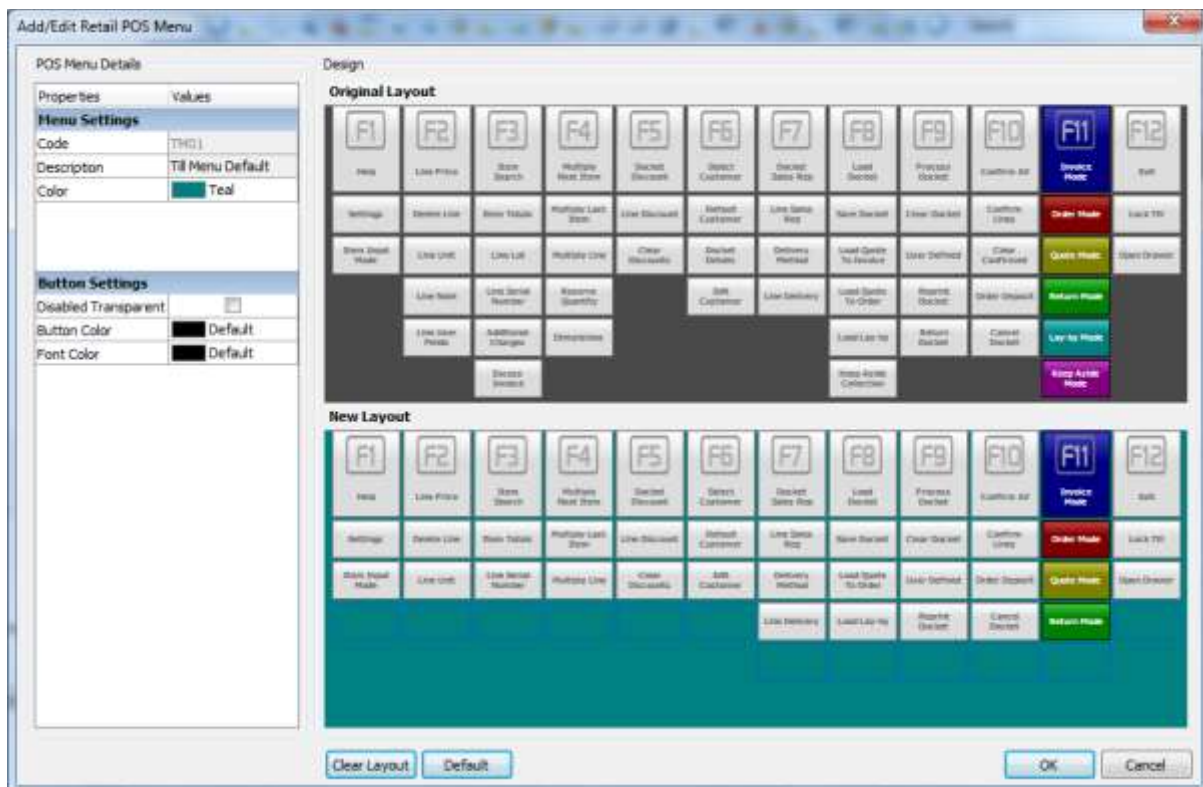 Add/Edit Retail POS Menu
POS Menu Details
Design
Properties Values
Original Layout
Menu Settings
Code TM01
Description Till Menu Default
Color Teal
Button Settings
Disabled Transparent
Button Color Default
Font Color Default
F1 F2 F3 F4 F5 F6 F7 F8 F9 F10 F11 F12
Help Line Price Item Search Multiply Next Item Docket Discount Select Customer Docket Sales Rep Load Docket Process Docket Confirm All Invoice Mode Exit
Settings Delete Line Item Totals Multiply Last Item Line Discount Default Customer Line Sales Rep Save Docket Clear Docket Confirm Lines Order Mode Lock Till
Item Input Mode Line Unit Line Lot Multiply Line Clear Discounts Docket Details Delivery Method Load Quote To Invoice User Defined Clear Confirmed Quote Mode Open Drawer
Line Note Line Serial Number Reserve Quantity Edit Customer Line Delivery Load Quote To Order Reprint Docket Order Deposit Return Mode
Line User Fields Additional Charges Dimensions Load Lay-by Return Docket Cancel Docket Lay-by Mode
Invoice Keep Aside Collection Keep Aside Mode
New Layout
F1 F2 F3 F4 F5 F6 F7 F8 F9 F10 F11 F12
Help Line Price Item Search Multiply Next Item Docket Discount Select Customer Docket Sales Rep Load Docket Process Docket Confirm All Invoice Mode Exit
Settings Delete Line Item Totals Multiply Last Item Line Discount Default Customer Line Sales Rep Save Docket Clear Docket Confirm Lines Order Mode Lock Till
Item Input Mode Line Unit Line Serial Number Multiply Line Clear Discounts Edit Customer Delivery Method Load Quote To Order User Defined Order Deposit Quote Mode Open Drawer
Line Delivery Load Lay-by Reprint Docket Cancel Docket Return Mode
Clear Layout Default OK Cancel